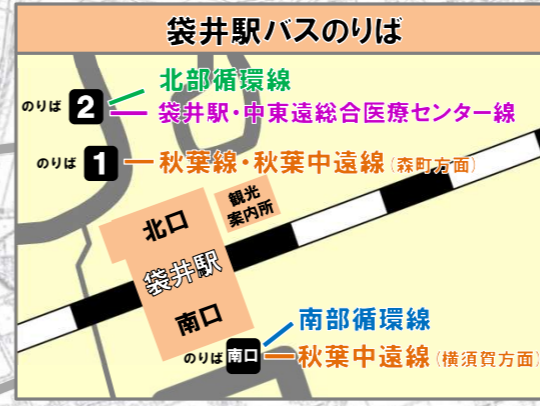 袋井駅バスのりば
北部循環線
のりば 2
袋井駅・中東遠総合医療センター線
のりば 1 秋葉線・秋葉中遠線（森町方面）
観光
案内所
北口
袋井駅
南口
南部循環線
のりば 南口
秋葉中遠線（横須賀方面）